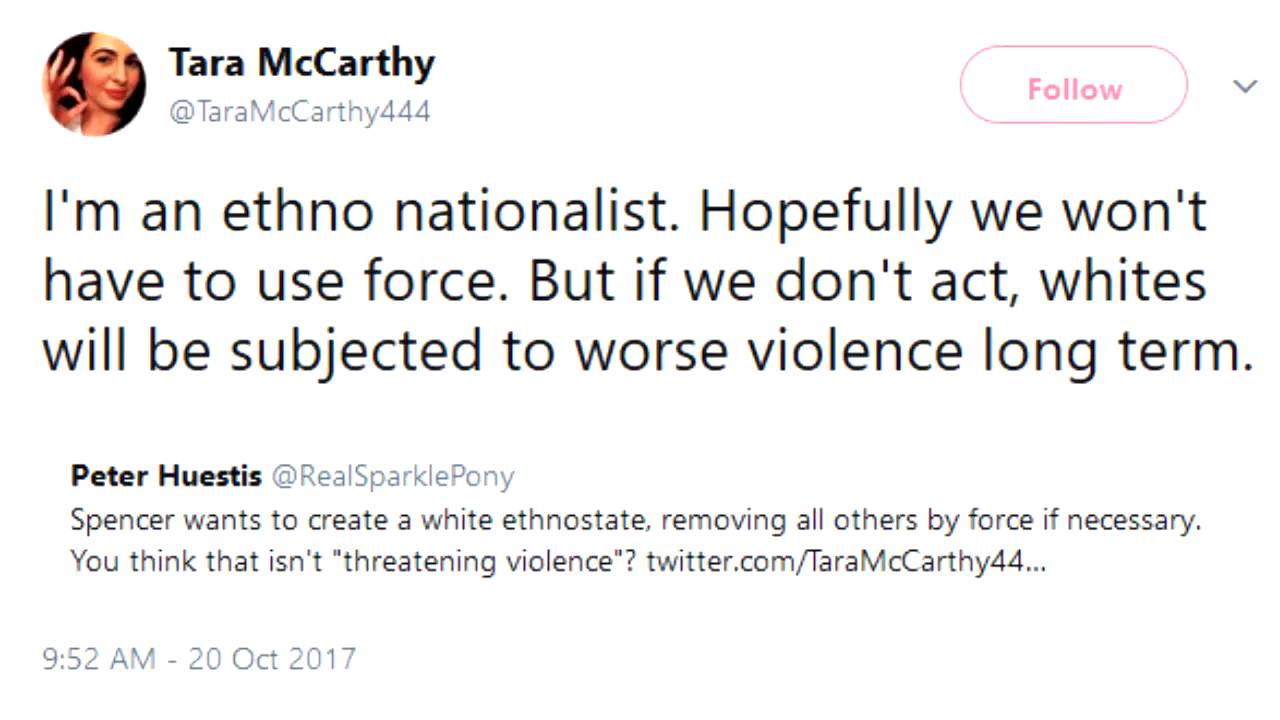 Tara McCarthy
@TaraMcCarthy444
Follow
I'm an ethno nationalist. Hopefully we won't
have to use force. But if we don't act, whites
will be subjected to worse violence long term.
Peter Huestis @RealSparklePony
Spencer wants to create a white ethnostate, removing all others by force if necessary.
You think that isn't "threatening violence"? twitter.com/TaraMcCarthy44...
9:52 AM - 20 Oct 2017